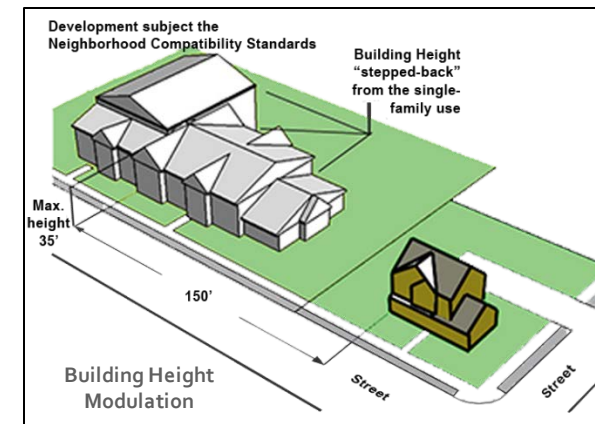 Development subject the
Neighborhood Compatibility Standards
Building Height
“stepped-back”
from the single-
family use
Max.
height
35’
150’
Building Height
Modulation
Street
Street